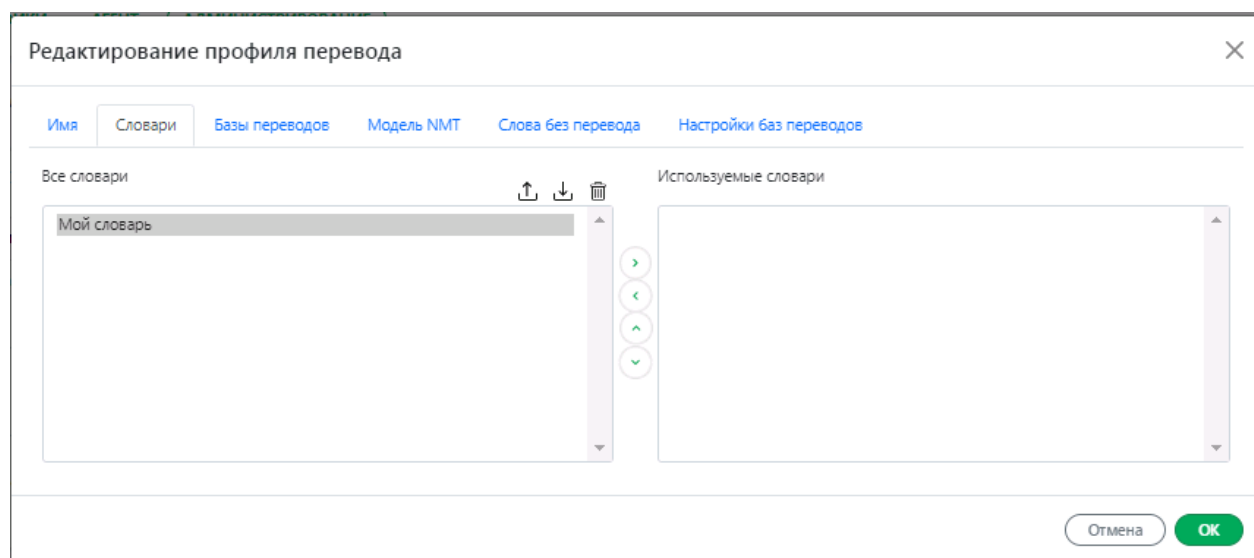 Редактирование профиля перевода
Имя Словари Базы переводов Модель NMT Слова без перевода Настройки баз переводов
Все словари Используемые словари
Мой словарь
Отмена OK